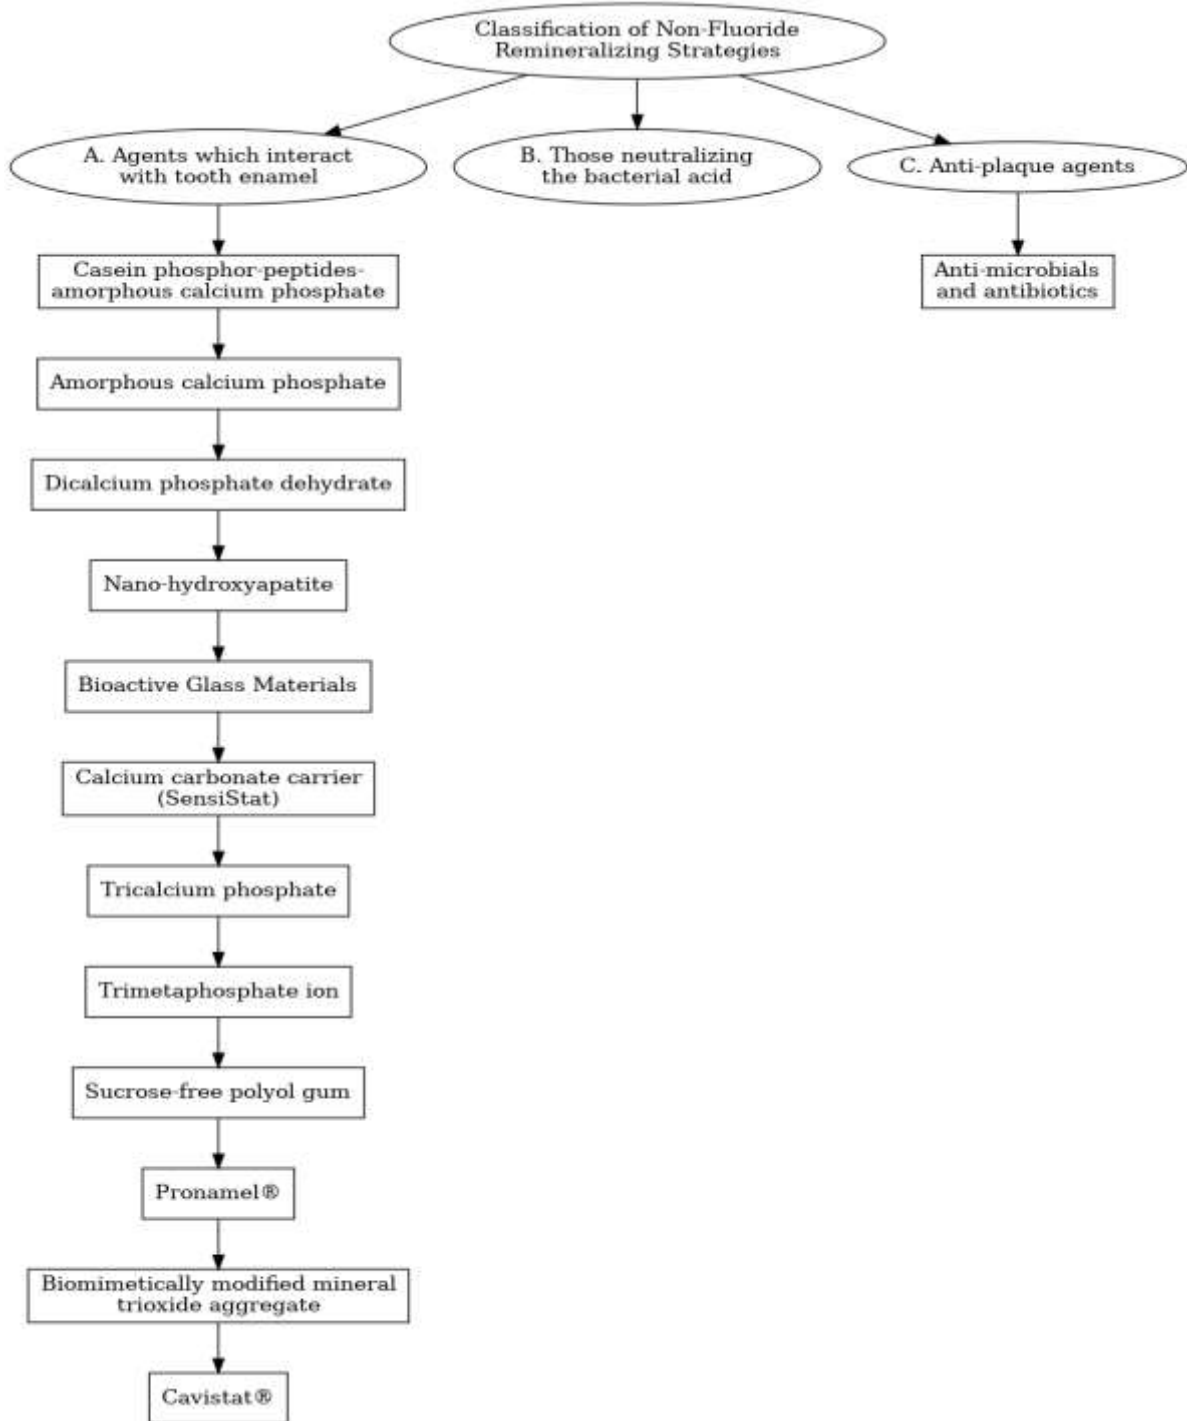 Classification of Non-Fluoride
Remineralizing Strategies
A. Agents which interact
with tooth enamel
B. Those neutralizing
the bacterial acid
C. Anti-plaque agents
Casein phosphor-peptides-
amorphous calcium phosphate
Anti-microbials
and antibiotics
Amorphous calcium phosphate
Dicalcium phosphate dehydrate
Nano-hydroxyapatite
Bioactive Glass Materials
Calcium carbonate carrier
(SensiStat)
Tricalcium phosphate
Trimetaphosphate ion
Sucrose-free polyol gum
Pronamel®
Biomimetically modified mineral
trioxide aggregate
Cavistat®